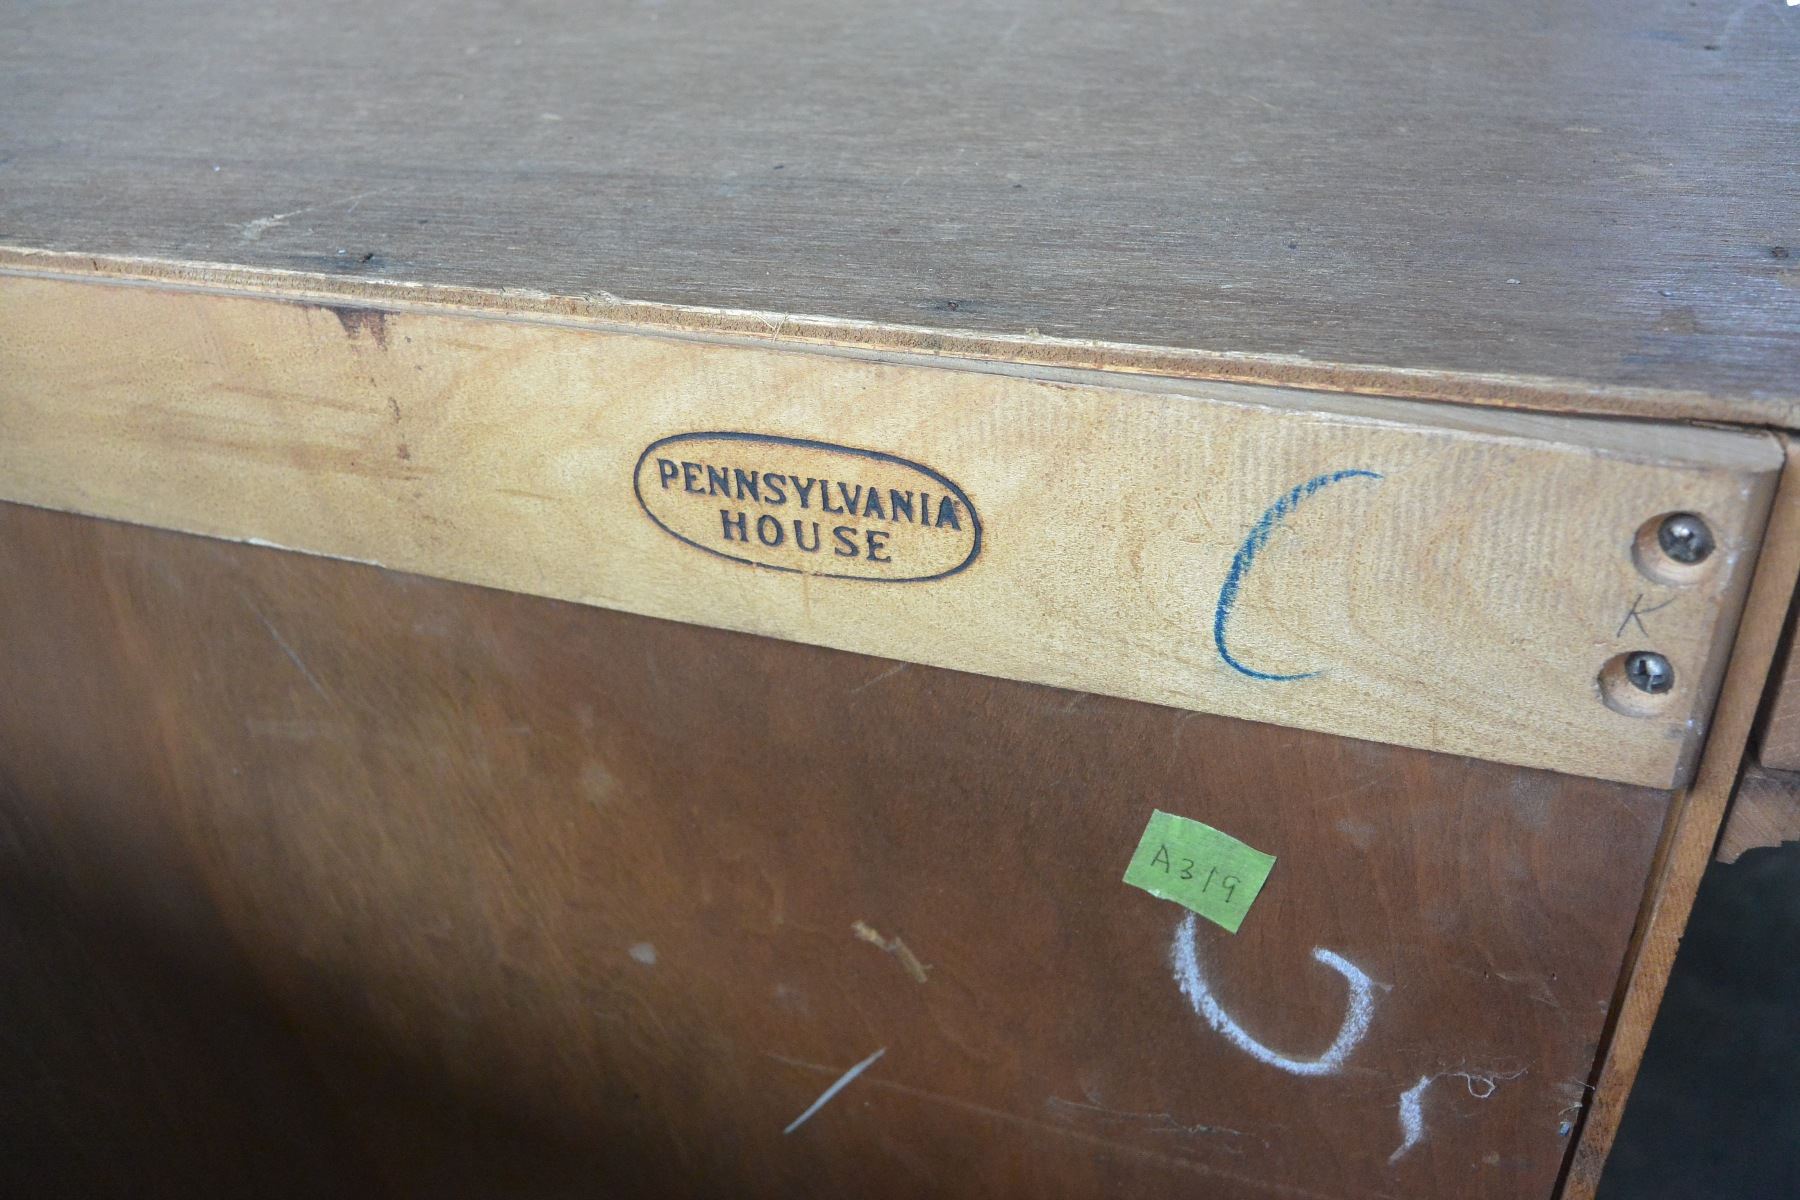 PENNSYLVANIA
HOUSE
C
K
A319